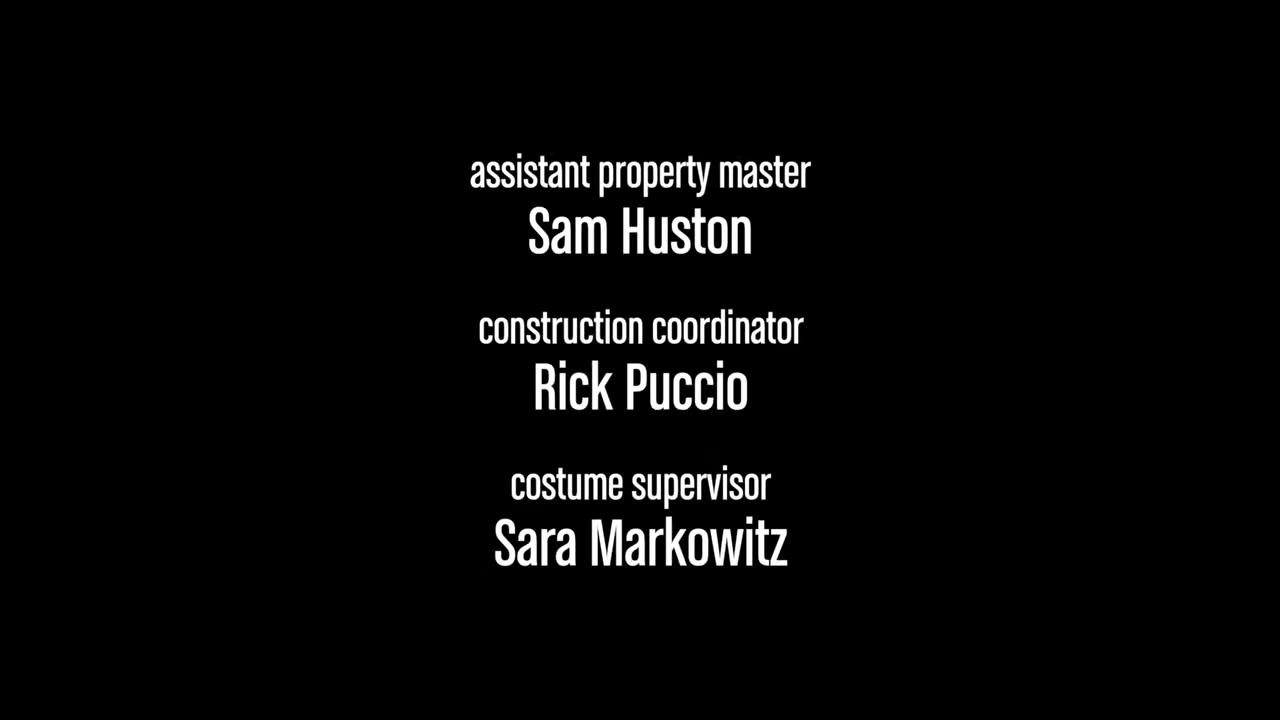 assistant property master
Sam Huston
construction coordinator
Rick Puccio
costume supervisor
Sara Markowitz